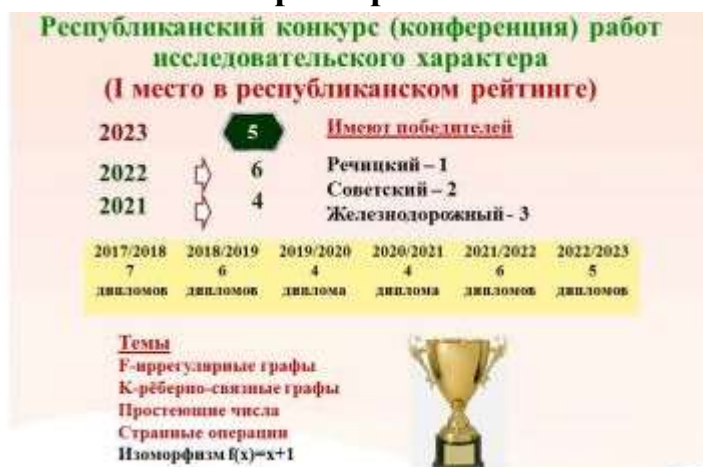 Республиканский конкурс (конференция) работ
исследовательского характера
(I место в республиканском рейтинге)
2023 5
2022 6
2021 4
Имеют победителей
Речицкий – 1
Советский – 2
Железнодорожный - 3
2017/2018 2018/2019 2019/2020 2020/2021 2021/2022 2022/2023
7 6 4 4 6 5
дипломов дипломов диплома диплома дипломов дипломов
Темы
F-иррегулярные графы
К-рёберно-связные графы
Простеющие числа
Странные операции
Изоморфизм f(x)=x+1